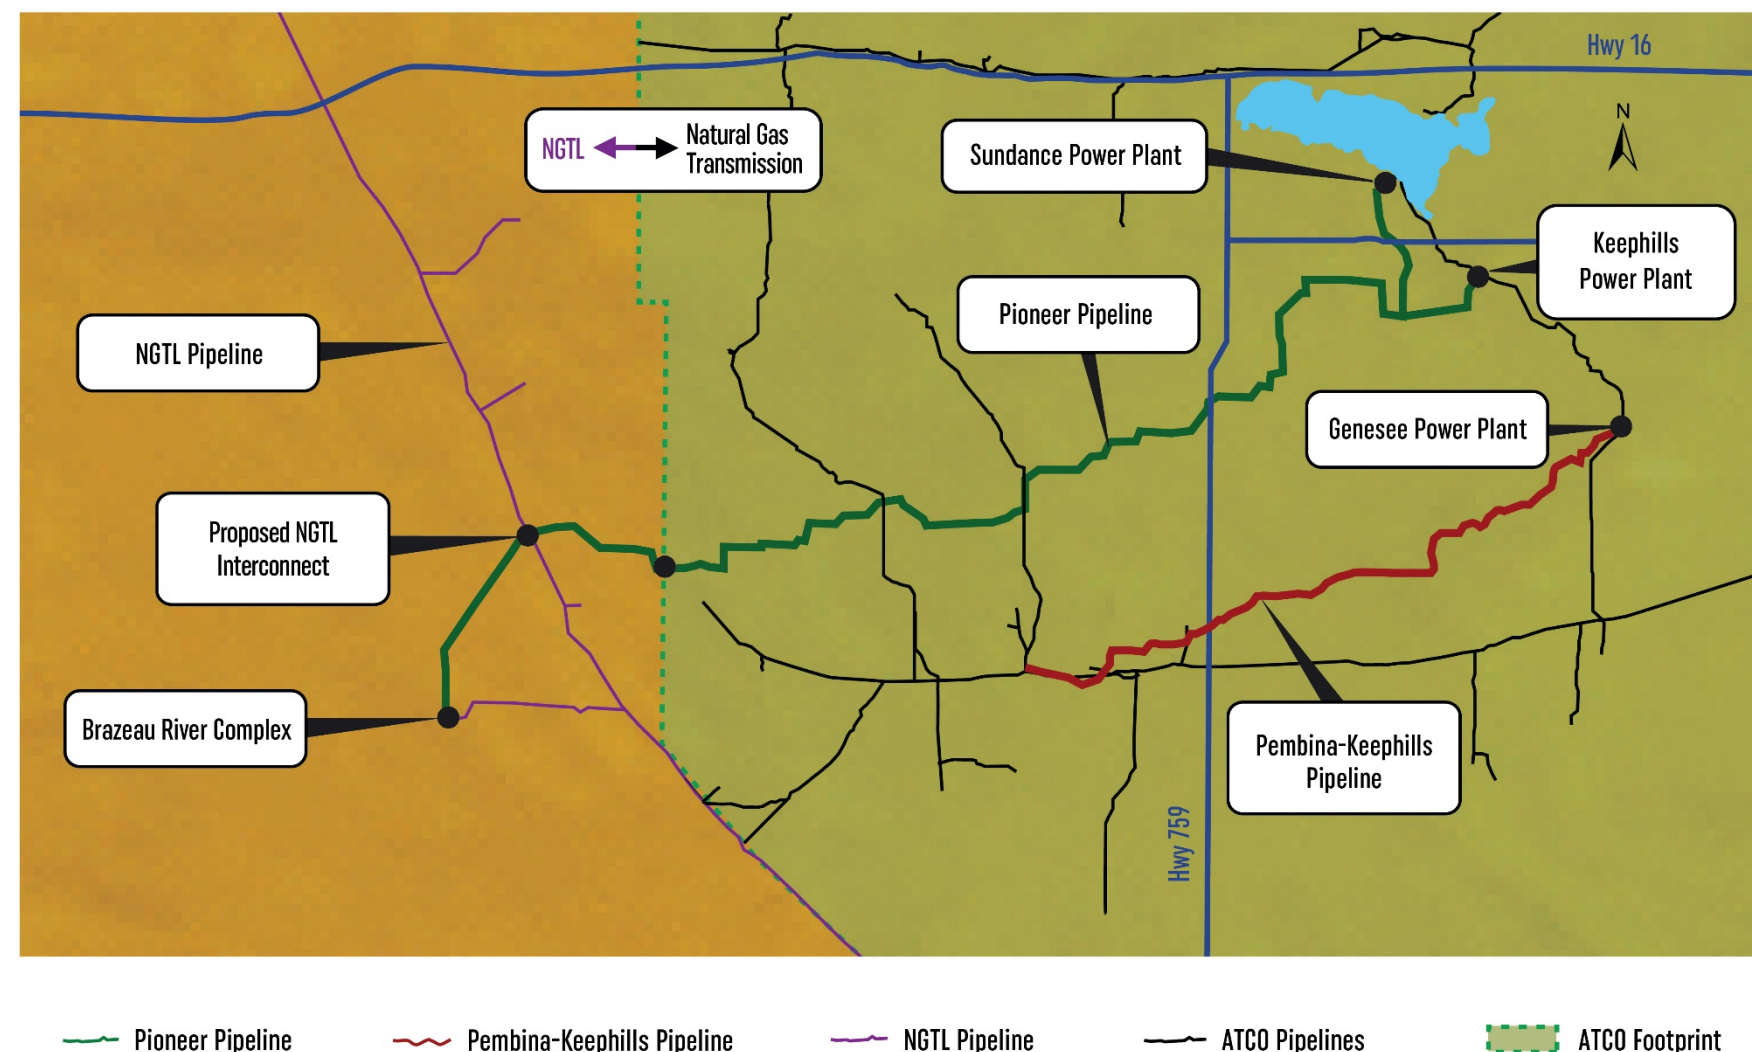 Hwy 16
N
NGTL
Natural Gas
Transmission
Sundance Power Plant
Keephills
Power Plant
Pioneer Pipeline
NGTL Pipeline
Genesee Power Plant
Proposed NGTL
Interconnect
Brazeau River Complex
Pembina-Keephills
Pipeline
Hwy 759
Pioneer Pipeline
Pembina-Keephills Pipeline
NGTL Pipeline
ATCO Pipelines
ATCO Footprint